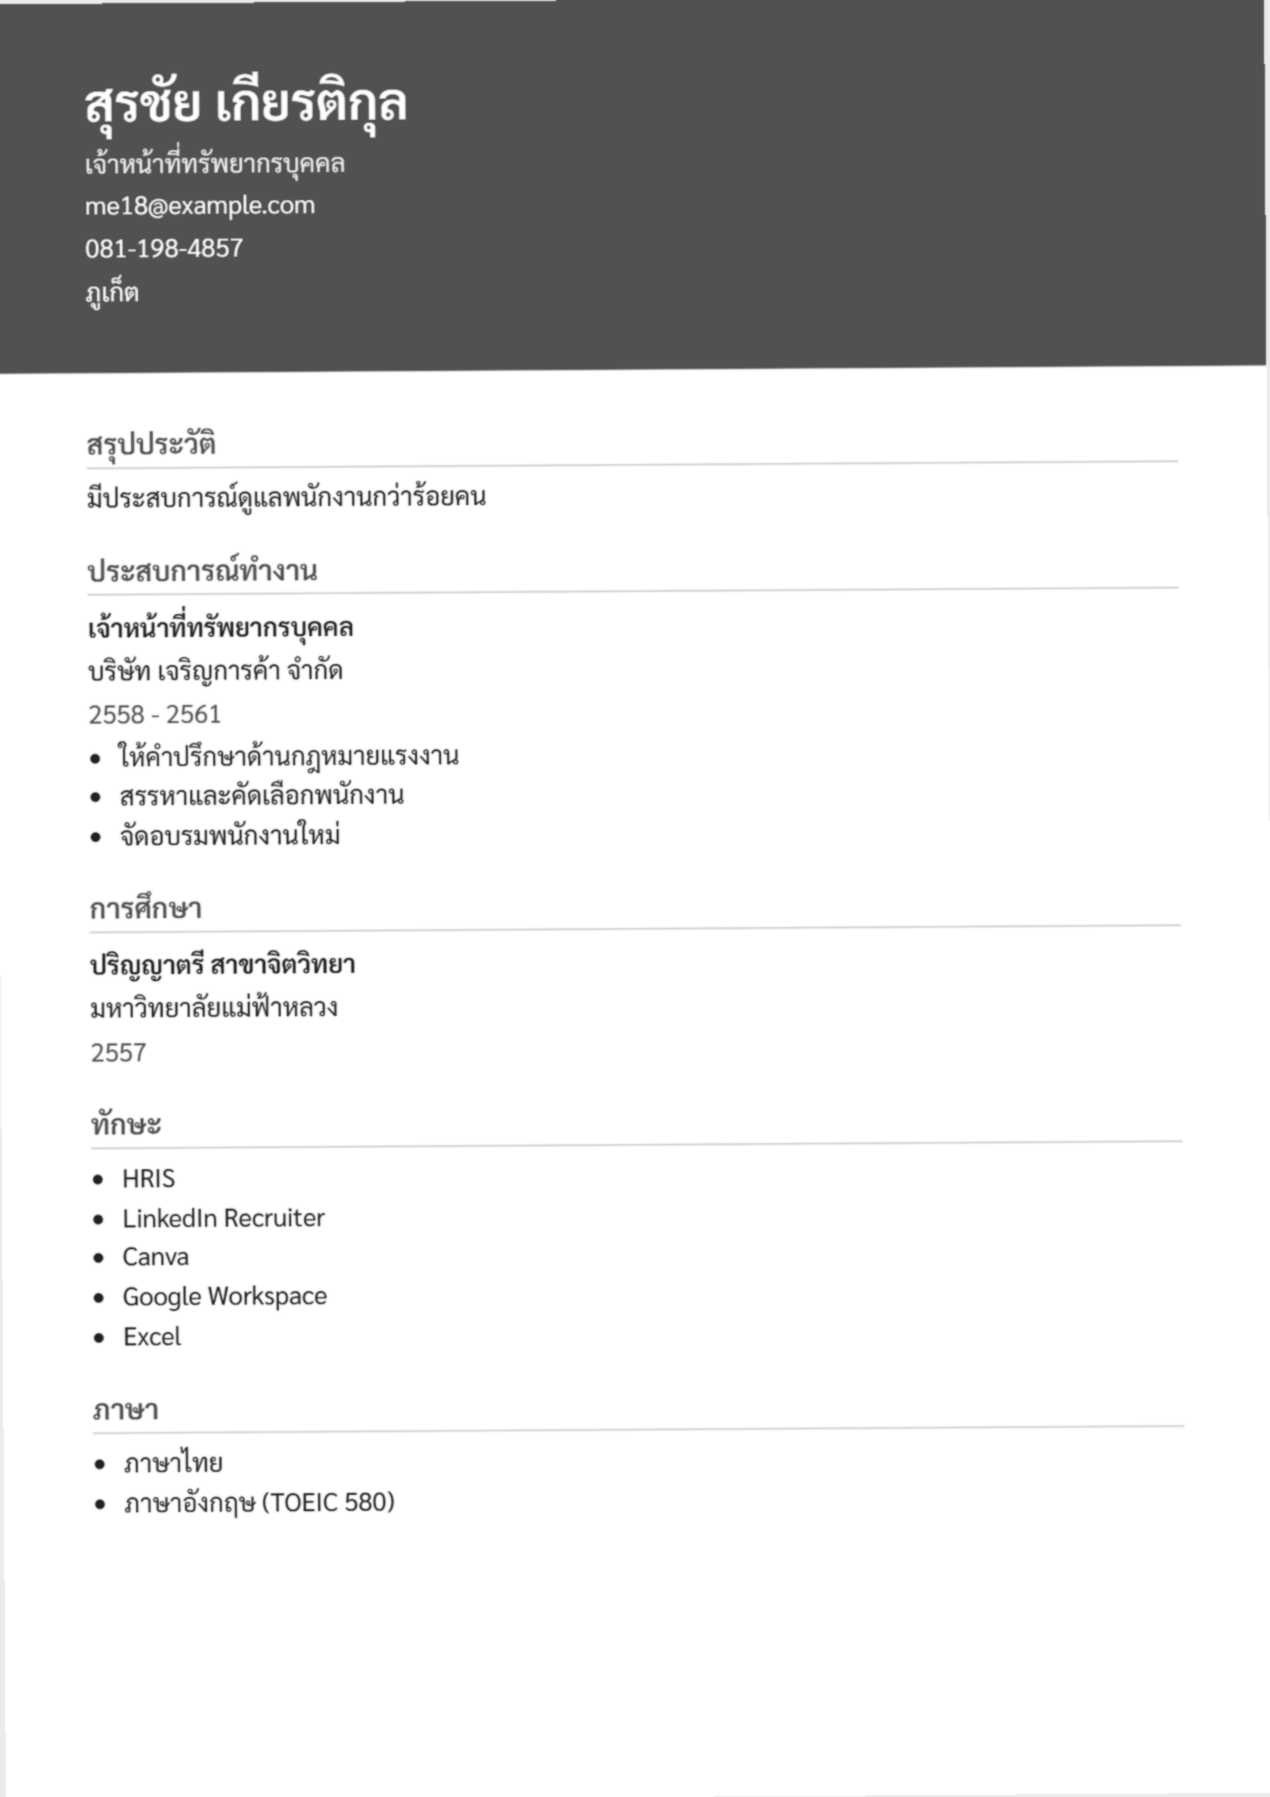 สุรชัย เกียรติกุล
เจ้าหน้าที่ทรัพยากรบุคคล
me18@example.com
081-198-4857
ภูเก็ต
สรุปประวัติ
มีประสบการณ์ดูแลพนักงานกว่าร้อยคน
ประสบการณ์ทำงาน
เจ้าหน้าที่ทรัพยากรบุคคล
บริษัท เจริญการค้า จำกัด
2558 - 2561
• ให้คำปรึกษาด้านกฎหมายแรงงาน
• สรรหาและคัดเลือกพนักงาน
• จัดอบรมพนักงานใหม่
การศึกษา
ปริญญาตรี สาขาจิตวิทยา
มหาวิทยาลัยแม่ฟ้าหลวง
2557
ทักษะ
• HRIS
• LinkedIn Recruiter
• Canva
• Google Workspace
• Excel
ภาษา
• ภาษาไทย
• ภาษาอังกฤษ (TOEIC 580)